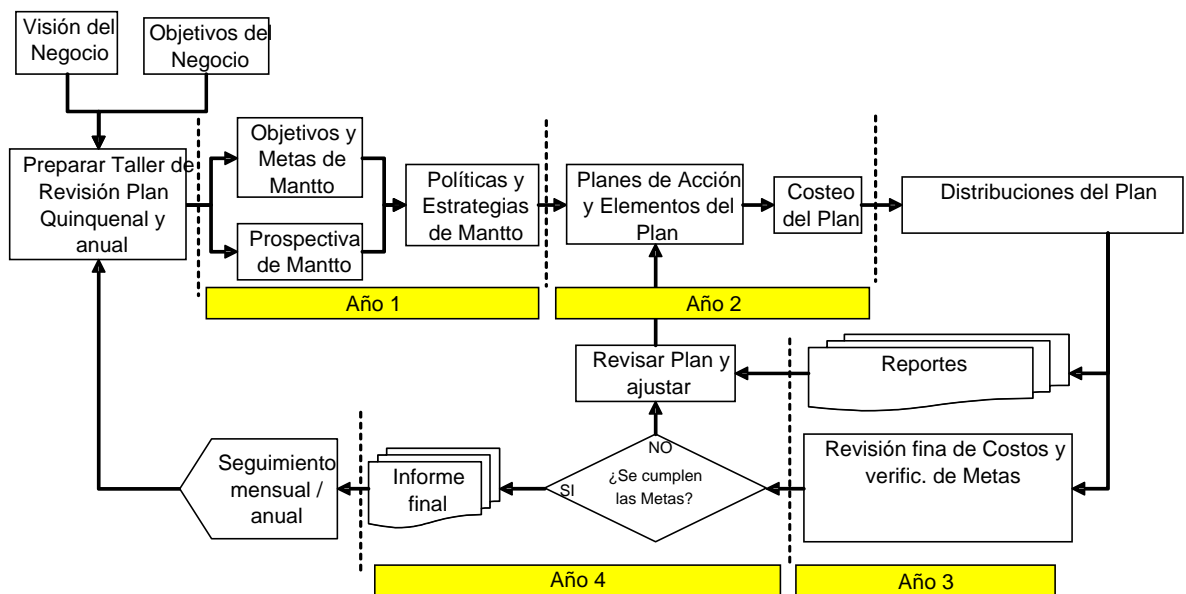 Visión del
Negocio
Objetivos del
Negocio
Preparar Taller de
Revisión Plan
Quinquenal y
anual
Objetivos y
Metas de
Mantto
Prospectiva
de Mantto
Políticas y
Estrategias
de Mantto
Planes de Acción
y Elementos del
Plan
Costeo
del Plan
Distribuciones del Plan
Año 1
Año 2
Revisar Plan y
ajustar
Reportes
Seguimiento
mensual /
anual
Informe
final
SI
NO
¿Se cumplen
las Metas?
Revisión fina de Costos y
verific. de Metas
Año 4
Año 3